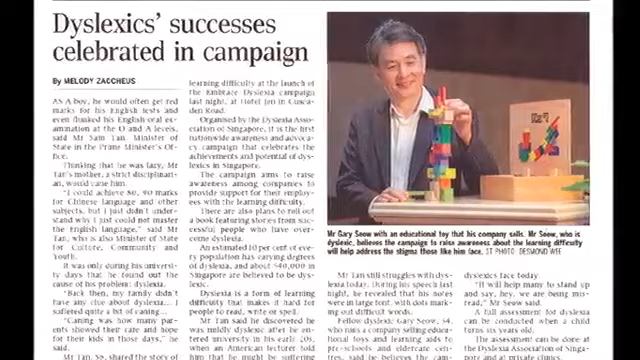 Dyslexics' successes
celebrated in campaign
By MELODY ZACCHEUS
AS A boy, he would often get red
marks for his English tests and
even flunked his English oral ex-
amination at the O and A levels,
said Mr Sam Tan, Minister of
State in the Prime Minister's Of-
fice.
Thinking that he was lazy, Mr
Tan's mother, a strict disciplinari-
an, would cane him.
"I could achieve 80, 90 marks
for Chinese language and other
subjects, but I just didn't under-
stand why I just could not master
the English language," said Mr
Tan, who is also Minister of State
for Culture, Community and
Youth.
It was only during his universi-
ty days that he found out the
cause of his problem: dyslexia.
"Back then, my family didn't
have any clue about dyslexia... I
suffered quite a bit of caning...
"Caning was how many par-
ents showed their care and hope
for their kids in those days," he
said.
Mr Tan, 55, shared the story of
learning difficulty at the launch of
the Embrace Dyslexia campaign
last night, at Hotel Jen in Cusca-
den Road.
Organised by the Dyslexia Asso-
ciation of Singapore, it is the first
nationwide awareness and advoca-
cy campaign that celebrates the
achievements and potential of dys-
lexics in Singapore.
The campaign aims to raise
awareness among companies to
provide support for their employ-
ees with the learning difficulty.
There are also plans to roll out
a book featuring stories from suc-
cessful people who have over-
come dyslexia.
An estimated 10 per cent of ev-
ery population has varying degrees
of dyslexia, and about
in Singapore are believed to be dys-
lexic.
Dyslexia is a form of learning
difficulty that makes it hard for
people to read, write or spell.
Mr Tan said he discovered he
was mildly dyslexic after he en-
tered university in his early 20s,
when an American lecturer told
him that he might be suffering
Mr Gary Seow with an educational toy that his company sells. Mr Seow, who is
dyslexic, believes the campaign to raise awareness about the learning difficulty
will help address the stigma those like him face. ST PHOTO: DESMOND WEE
Mr Tan still struggles with dys-
lexia today. During his speech last
night, he revealed that his notes
were in large font, with dots mark-
ing out difficult words.
Fellow dyslexic Gary Seow, 54,
who runs a company selling educa-
tional toys and learning aids to
pre-schools and eldercare cen-
tres, said he believes the cam-
dyslexics face today.
"It will help many to stand up
and say, hey, we are being mis-
read," Mr Seow said.
A full assessment for dyslexia
can be conducted when a child
turns six years old.
Assessments can be done at the
Dyslexia Association of Singa-
pore and at private clinics.